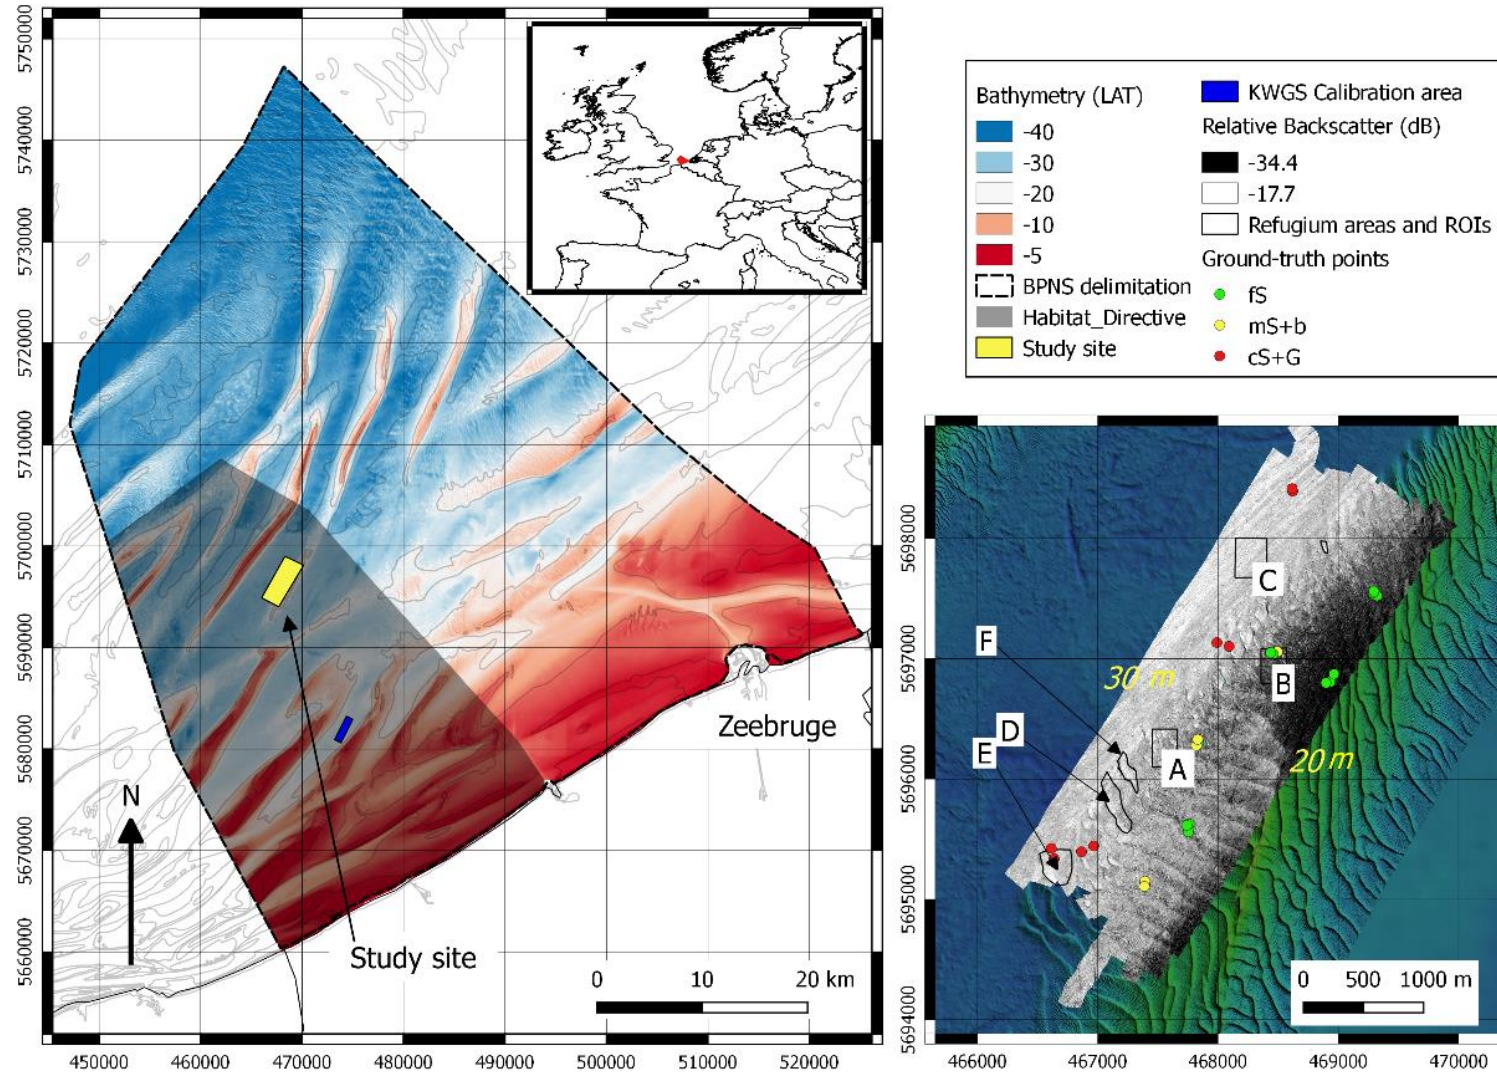 5750000
5740000
5730000
5720000
5710000
5700000
5690000
5680000
5670000
5660000
N
Study site
Zeebruge
0 10 20 km
450000 460000 470000 480000 490000 500000 510000 520000
Bathymetry (LAT)
-40
-30
-20
-10
-5
BPNS delimitation
Habitat_Directive
Study site
KWGS Calibration area
Relative Backscatter (dB)
-34.4
-17.7
Refugium areas and ROIs
Ground-truth points
fS
mS+b
cS+G
5698000
5697000
5696000
5695000
5694000
C
F
30 m
B
D
E
A
20 m
0 500 1000 m
466000 467000 468000 469000 470000